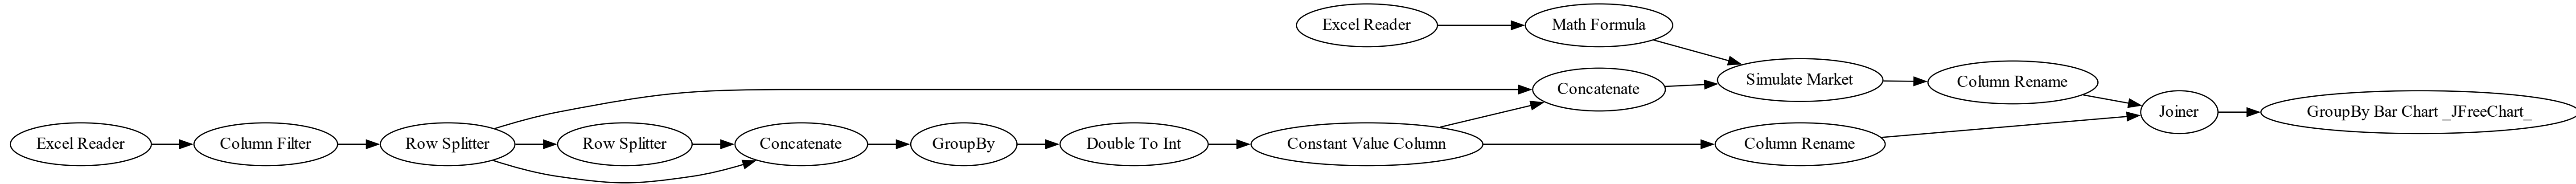 Excel Reader
Math Formula
Simulate Market
Concatenate
Column Rename
Joiner
GroupBy Bar Chart _JFreeChart_
Excel Reader
Column Filter
Row Splitter
Row Splitter
Concatenate
GroupBy
Double To Int
Constant Value Column
Column Rename